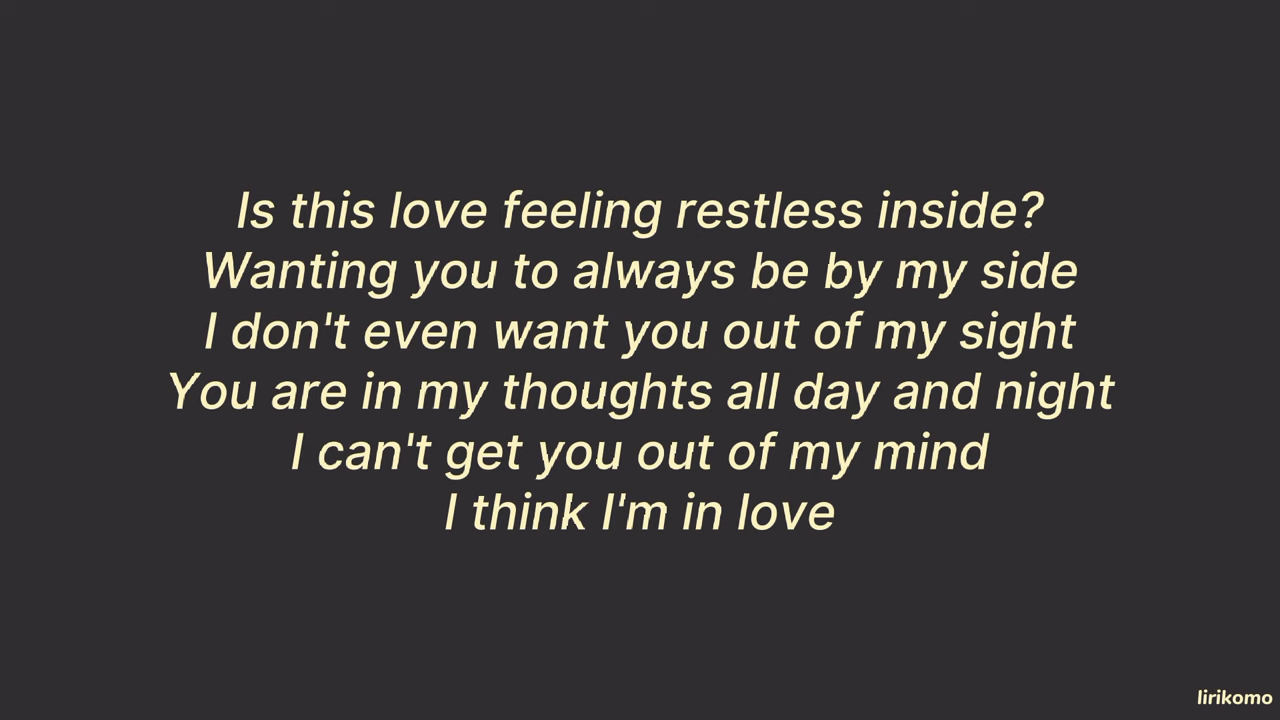 Is this love feeling restless inside?
Wanting you to always be by my side
I don't even want you out of my sight
You are in my thoughts all day and night
I can't get you out of my mind
I think I'm in love
lirikomo